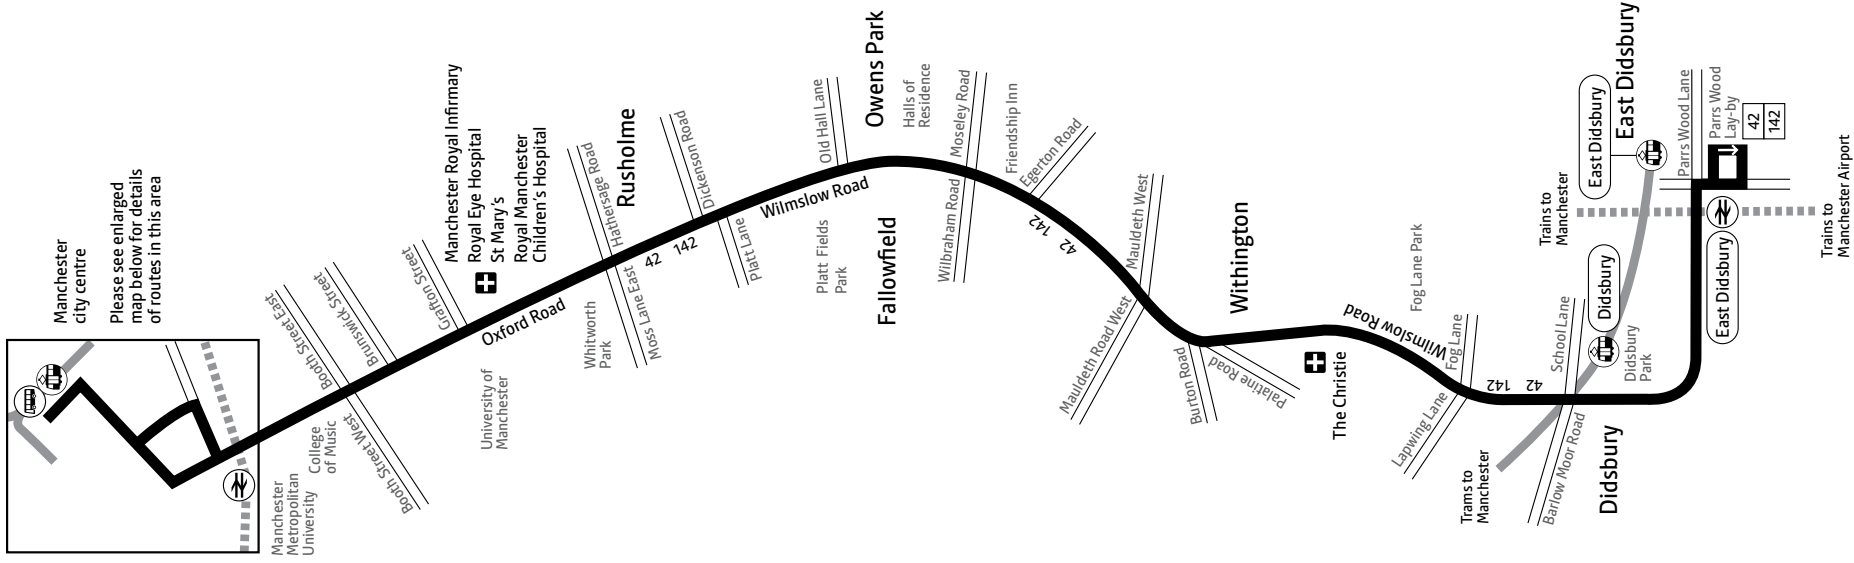 Manchester
city centre
Please see enlarged
map below for details
of routes in this area
Manchester
Metropolitan
University
College
of Music
Booth Street East
Booth Street West
Brunswick Street
Grafton Street
University of
Manchester
Manchester Royal Infirmary
Royal Eye Hospital
St Mary's
Royal Manchester
Children's Hospital
Oxford Road
Whitworth
Park
Hathersage Road
Moss Lane East
Rusholme
42
142
Dickenson Road
Platt Lane
Wilmslow Road
Platt Fields
Park
Old Hall Lane
Owens Park
Halls of
Residence
Fallowfield
Moseley Road
Wilbraham Road
Friendship Inn
Egerton Road
142
42
Mauldeth West
Mauldeth Road West
Withington
Burton Road
Palatine Road
The Christie
Wilmslow Road
Fog Lane Park
Fog Lane
Lapwing Lane
142
42
Trams to
Manchester
School Lane
Barlow Moor Road
Didsbury
Didsbury
Didsbury
Park
Trains to
Manchester
East Didsbury
East Didsbury
Parrs Wood Lane
Parrs Wood
Lay-by
42
142
East Didsbury
Trains to
Manchester Airport